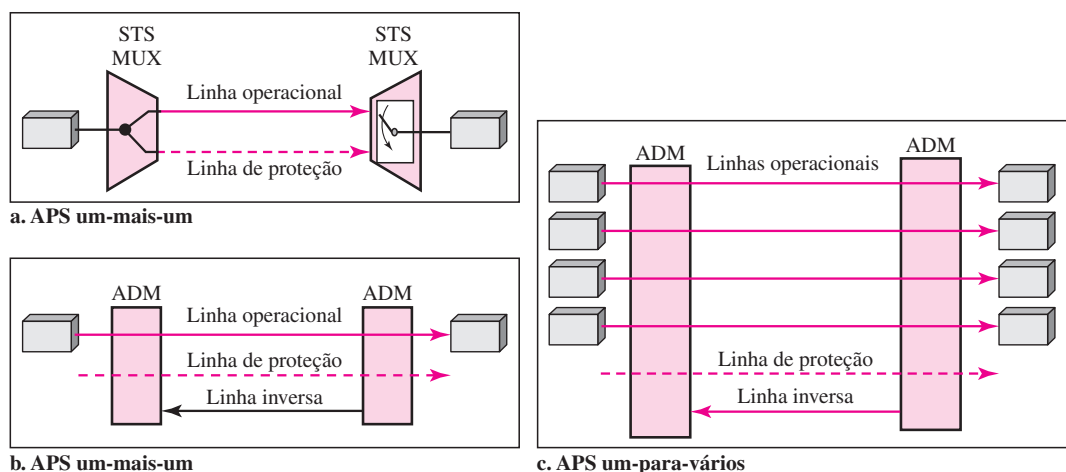 STS
MUX
STS
MUX
Linha operacional
Linha de proteção
a. APS um-mais-um
ADM
ADM
Linha operacional
Linha de proteção
Linha inversa
b. APS um-mais-um
ADM
ADM
Linhas operacionais
Linha de proteção
Linha inversa
c. APS um-para-vários